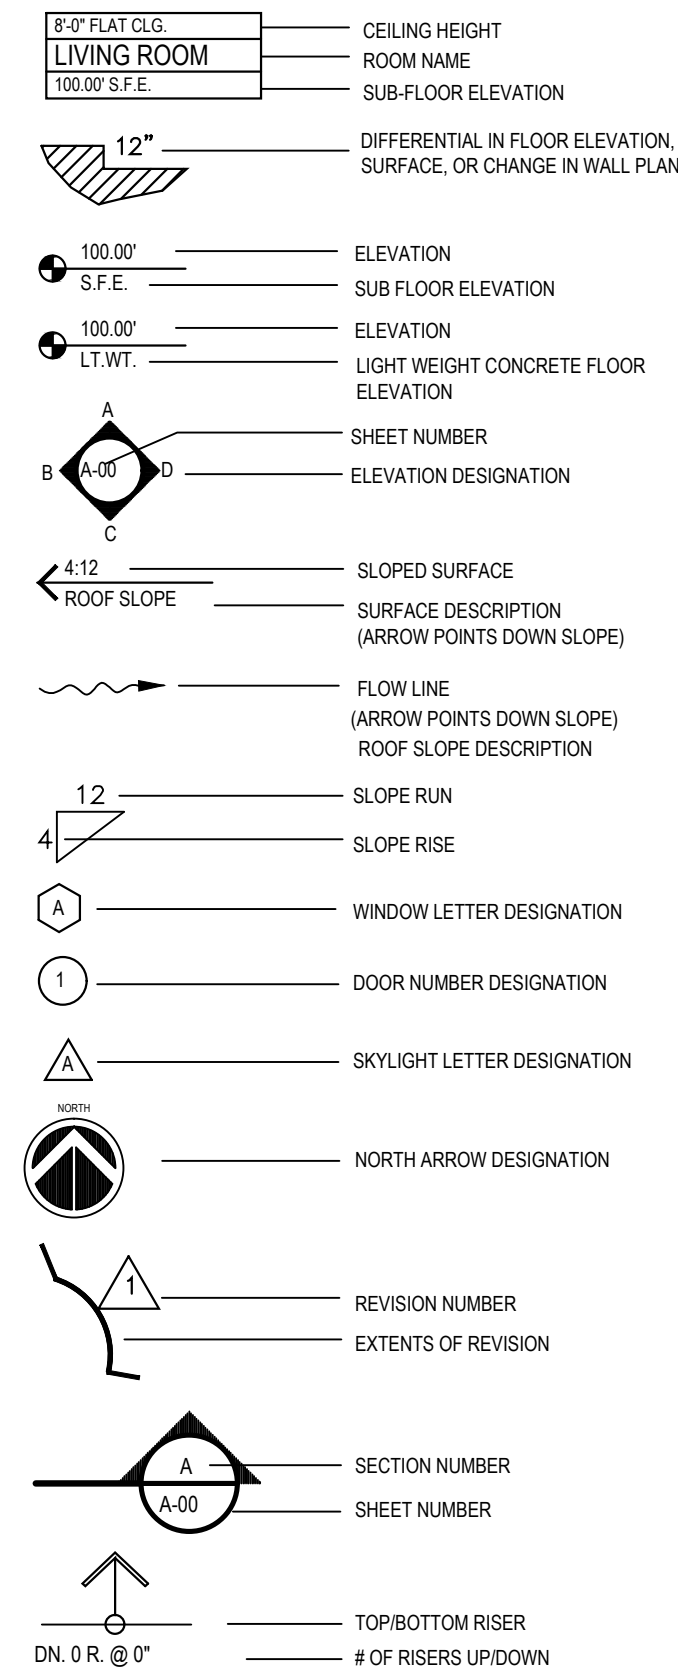 8'-0" FLAT CLG.
CEILING HEIGHT
LIVING ROOM
ROOM NAME
100.00' S.F.E.
SUB-FLOOR ELEVATION
12"
DIFFERENTIAL IN FLOOR ELEVATION,
SURFACE, OR CHANGE IN WALL PLAN
100.00'
ELEVATION
S.F.E.
SUB FLOOR ELEVATION
100.00'
ELEVATION
LT.WT.
LIGHT WEIGHT CONCRETE FLOOR
ELEVATION
A
SHEET NUMBER
B
A-00
D
ELEVATION DESIGNATION
C
4:12
SLOPED SURFACE
ROOF SLOPE
SURFACE DESCRIPTION
(ARROW POINTS DOWN SLOPE)
FLOW LINE
(ARROW POINTS DOWN SLOPE)
ROOF SLOPE DESCRIPTION
12
SLOPE RUN
4
SLOPE RISE
A
WINDOW LETTER DESIGNATION
1
DOOR NUMBER DESIGNATION
A
SKYLIGHT LETTER DESIGNATION
NORTH
NORTH ARROW DESIGNATION
1
REVISION NUMBER
EXTENTS OF REVISION
A
SECTION NUMBER
A-00
SHEET NUMBER
TOP/BOTTOM RISER
DN. 0 R. @ 0"
# OF RISERS UP/DOWN